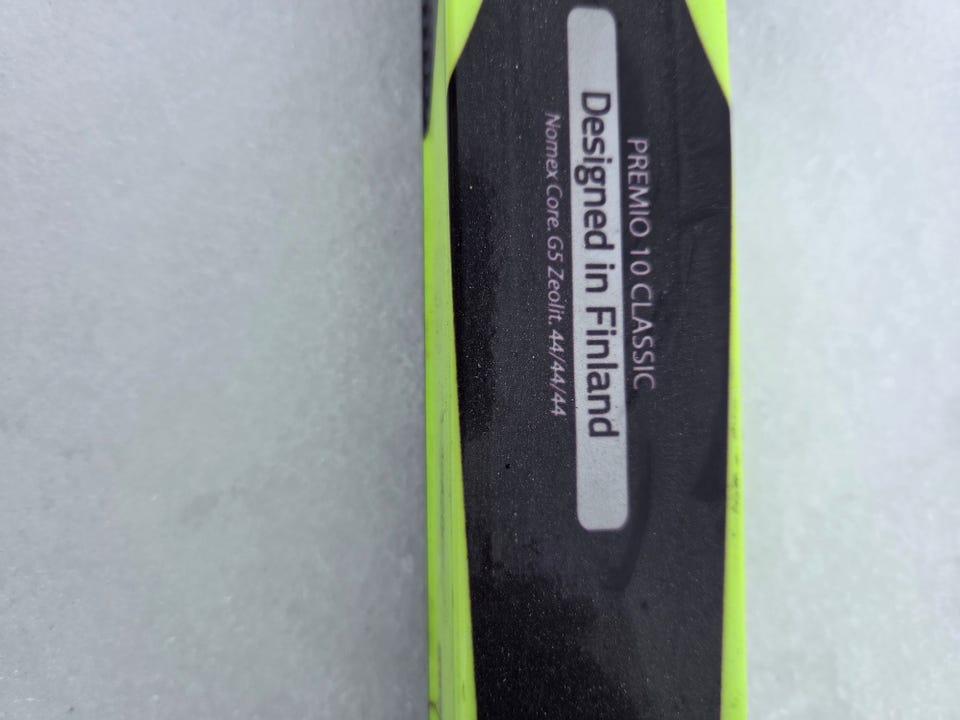 PREMIO 10 CLASSIC
Designed in Finland
Nomex Core. G5 Zeolit. 44/44/44